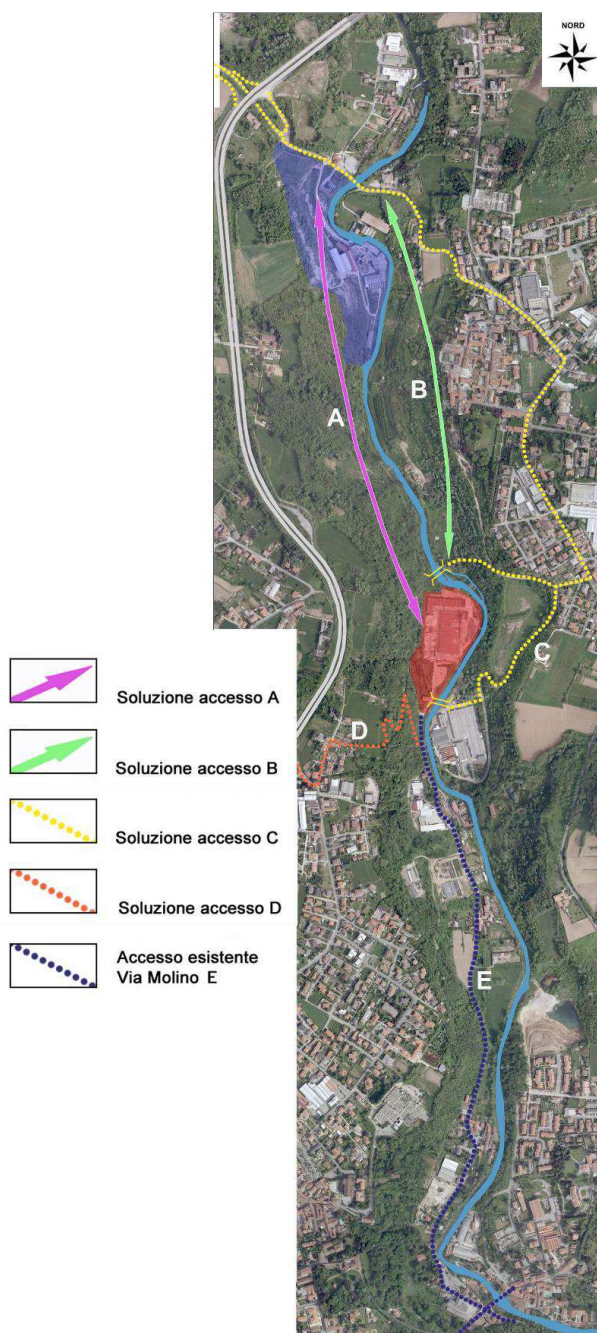 NORD
A
B
C
D
E
Soluzione accesso A
Soluzione accesso B
Soluzione accesso C
Soluzione accesso D
Accesso esistente
Via Molino E